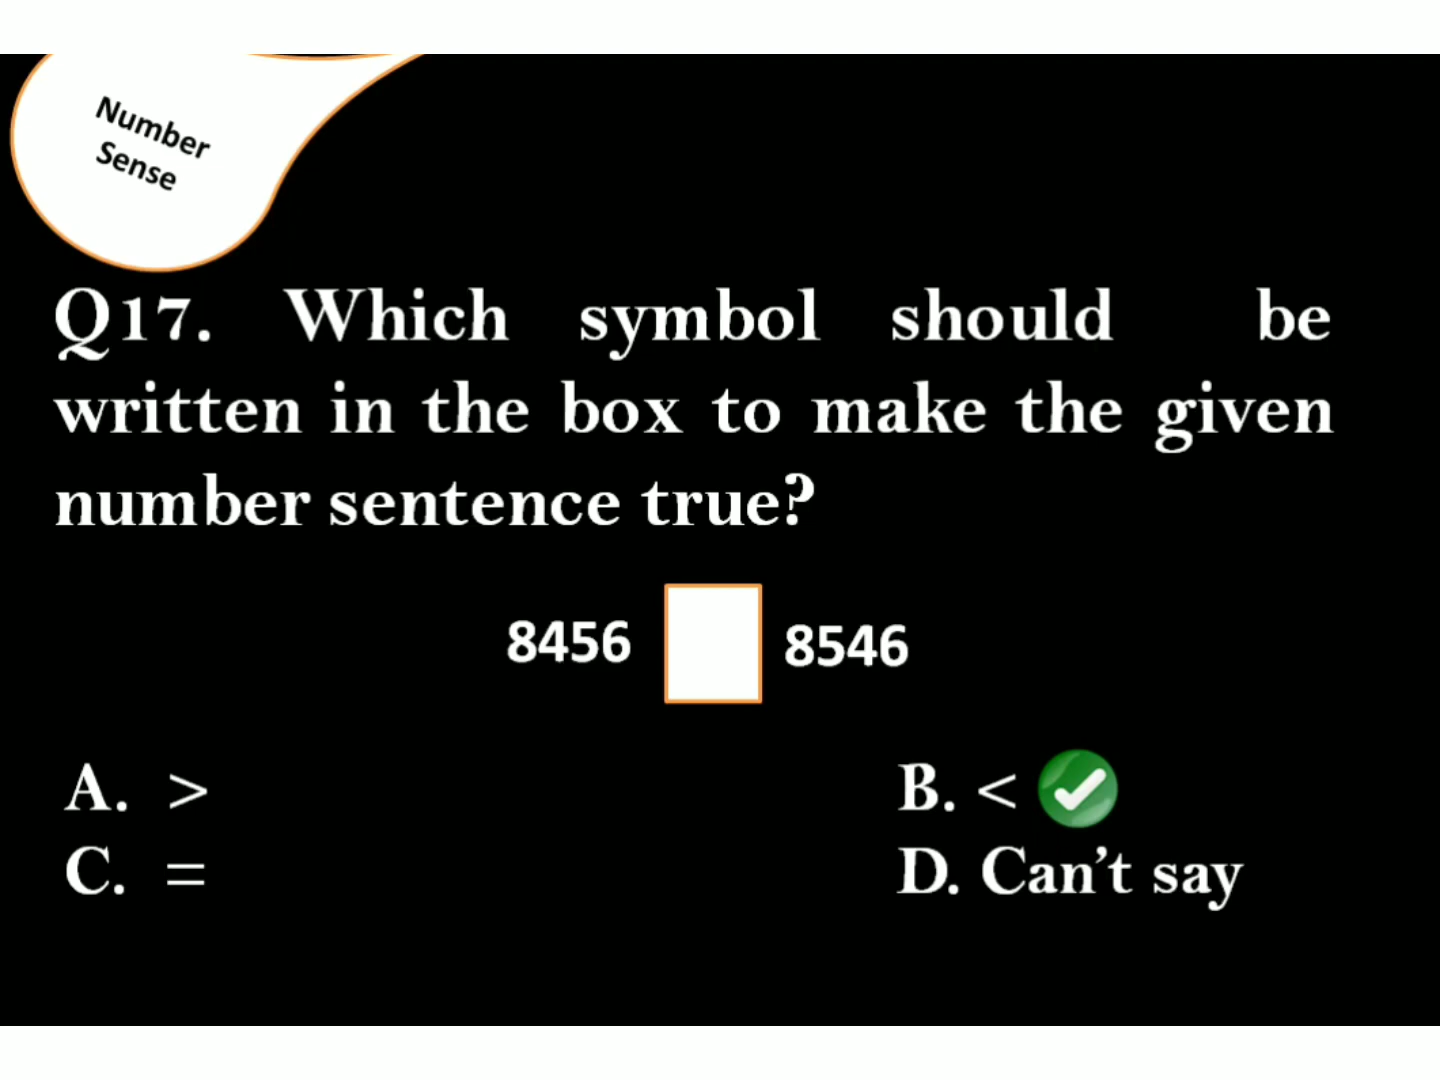 Number
Sense
Q17. Which symbol should be
written in the box to make the given
number sentence true?
8456 8546
A. > B. <
C. = D. Can’t say